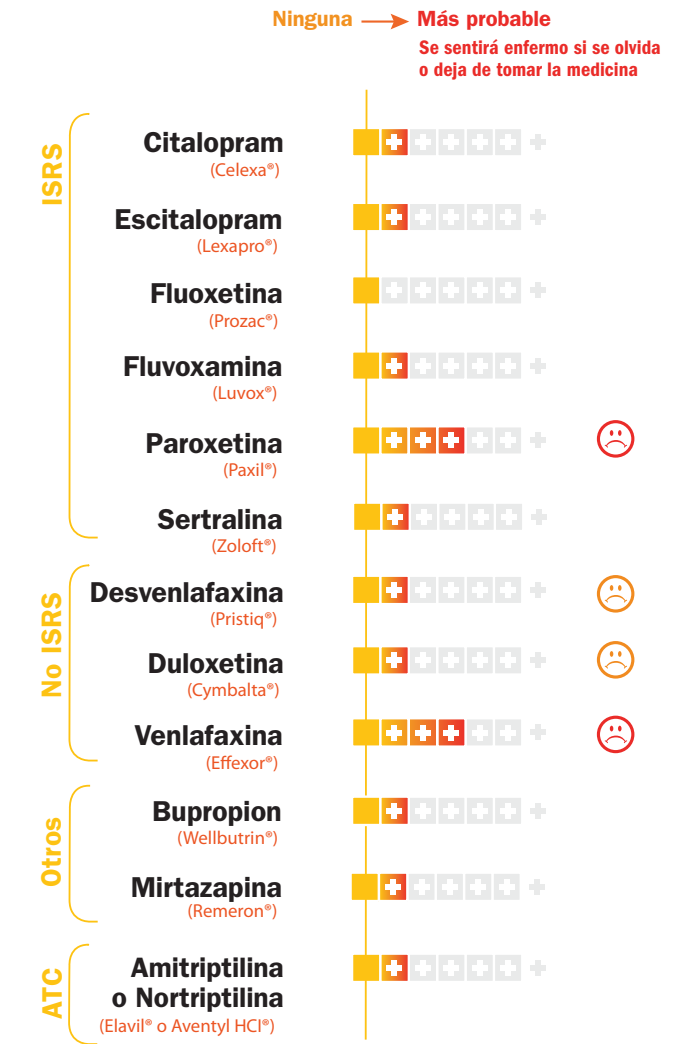 Ninguna → Más probable
Se sentirá enfermo si se olvida
o deja de tomar la medicina
ISRS
Citalopram
(Celexa®)
Escitalopram
(Lexapro®)
Fluoxetina
(Prozac®)
Fluvoxamina
(Luvox®)
Paroxetina
(Paxil®)
Sertralina
(Zoloft®)
No ISRS
Desvenlafaxina
(Pristiq®)
Duloxetina
(Cymbalta®)
Venlafaxina
(Effexor®)
Otros
Bupropion
(Wellbutrin®)
Mirtazapina
(Remeron®)
ATC
Amitriptilina
o Nortriptilina
(Elavil® o Aventyl HCl®)